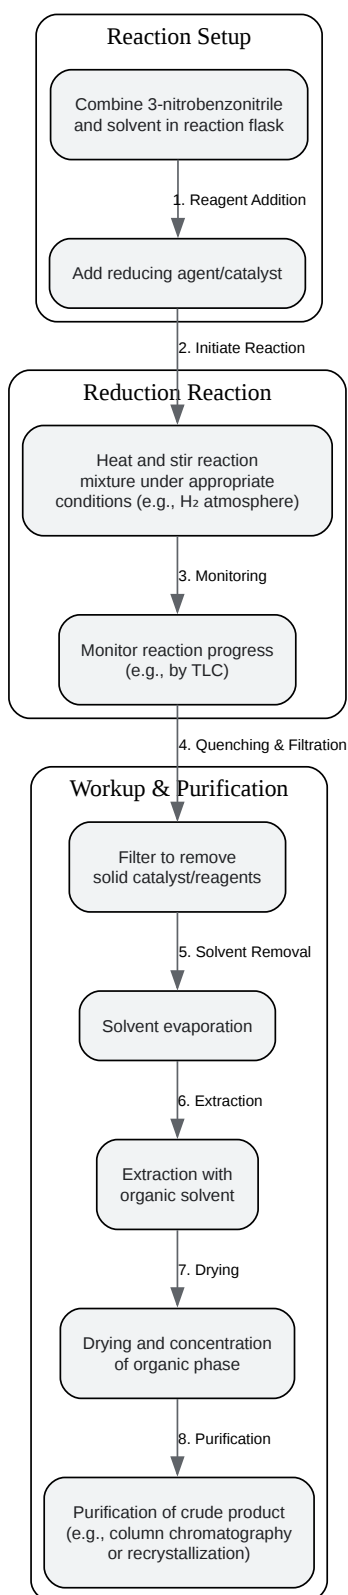 Reaction Setup
Combine 3-nitrobenzonitrile
and solvent in reaction flask
1. Reagent Addition
Add reducing agent/catalyst
2. Initiate Reaction
Reduction Reaction
Heat and stir reaction
mixture under appropriate
conditions (e.g., H₂ atmosphere)
3. Monitoring
Monitor reaction progress
(e.g., by TLC)
4. Quenching & Filtration
Workup & Purification
Filter to remove
solid catalyst/reagents
5. Solvent Removal
Solvent evaporation
6. Extraction
Extraction with
organic solvent
7. Drying
Drying and concentration
of organic phase
8. Purification
Purification of crude product
(e.g., column chromatography
or recrystallization)